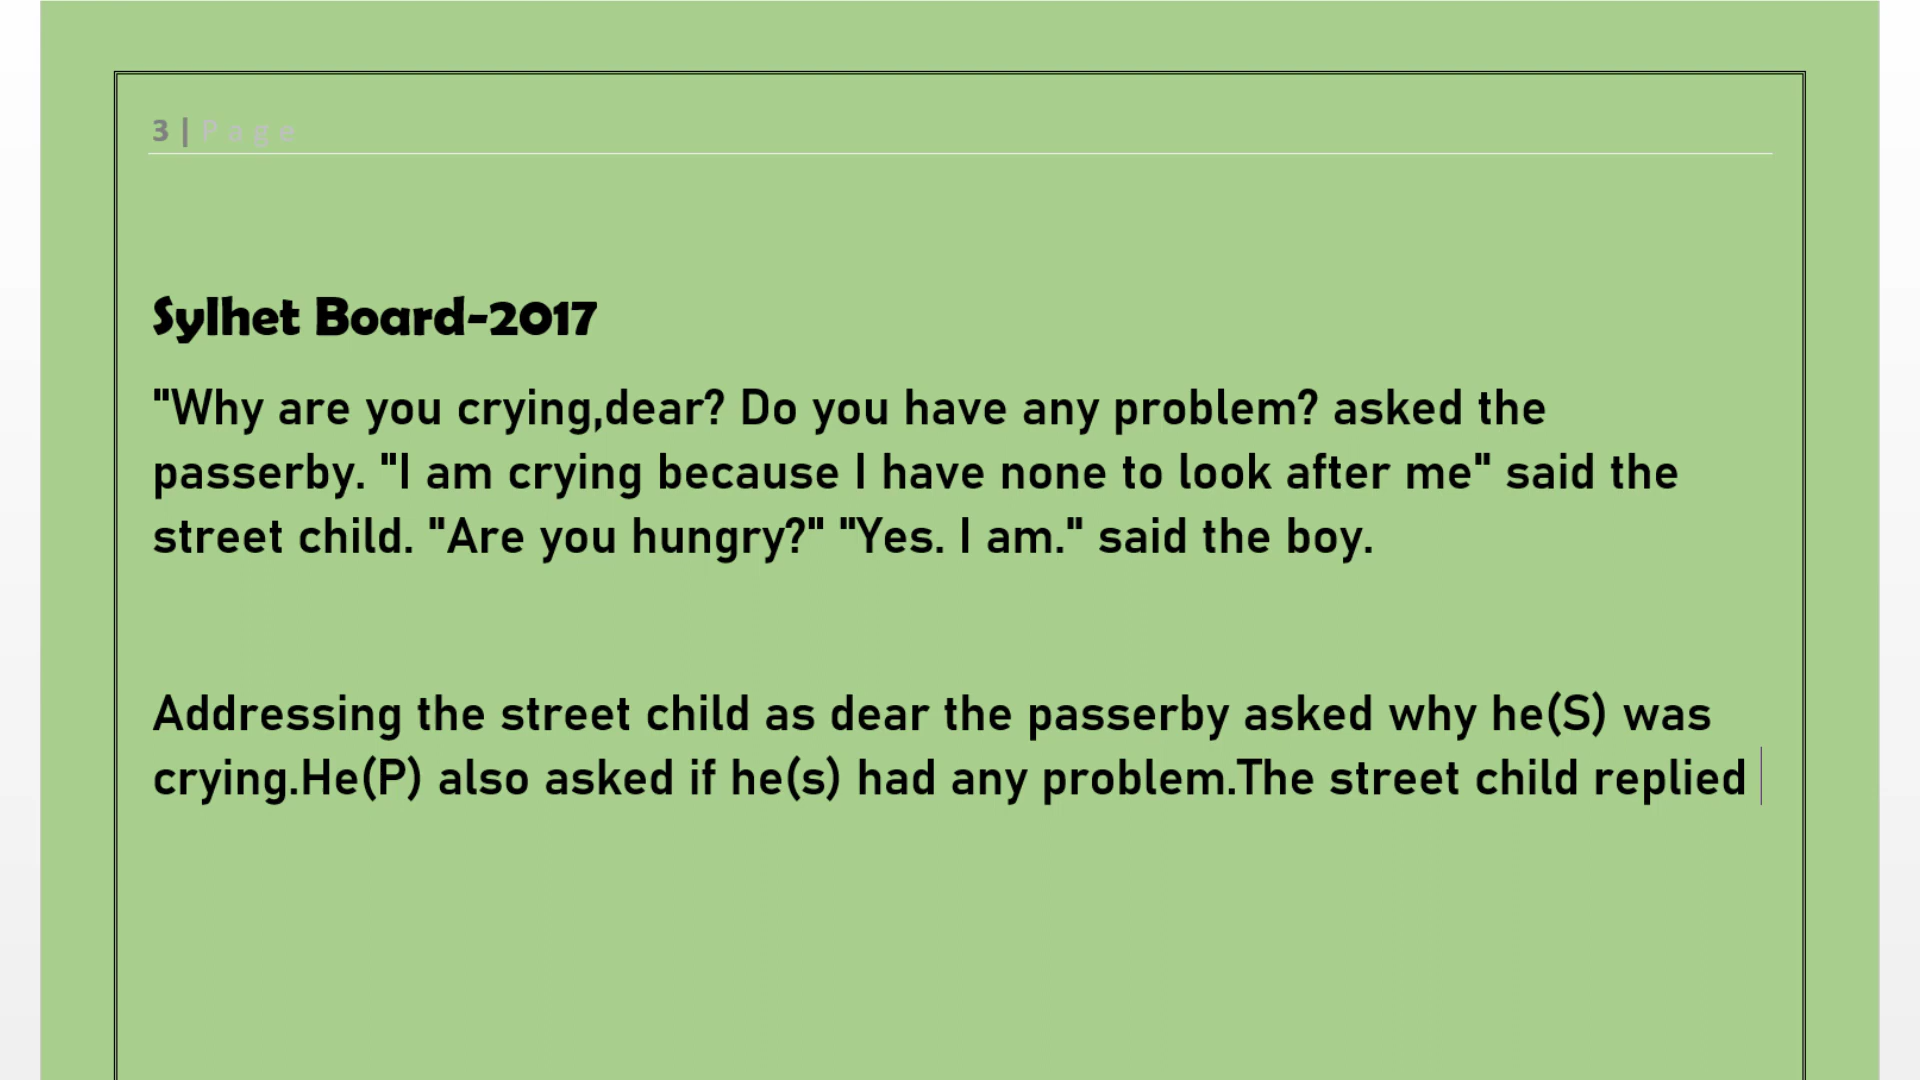 3 | Page
Sylhet Board-2017
"Why are you crying,dear? Do you have any problem? asked the
passerby. "I am crying because I have none to look after me" said the
street child. "Are you hungry?" "Yes. I am." said the boy.
Addressing the street child as dear the passerby asked why he(S) was
crying.He(P) also asked if he(s) had any problem.The street child replied